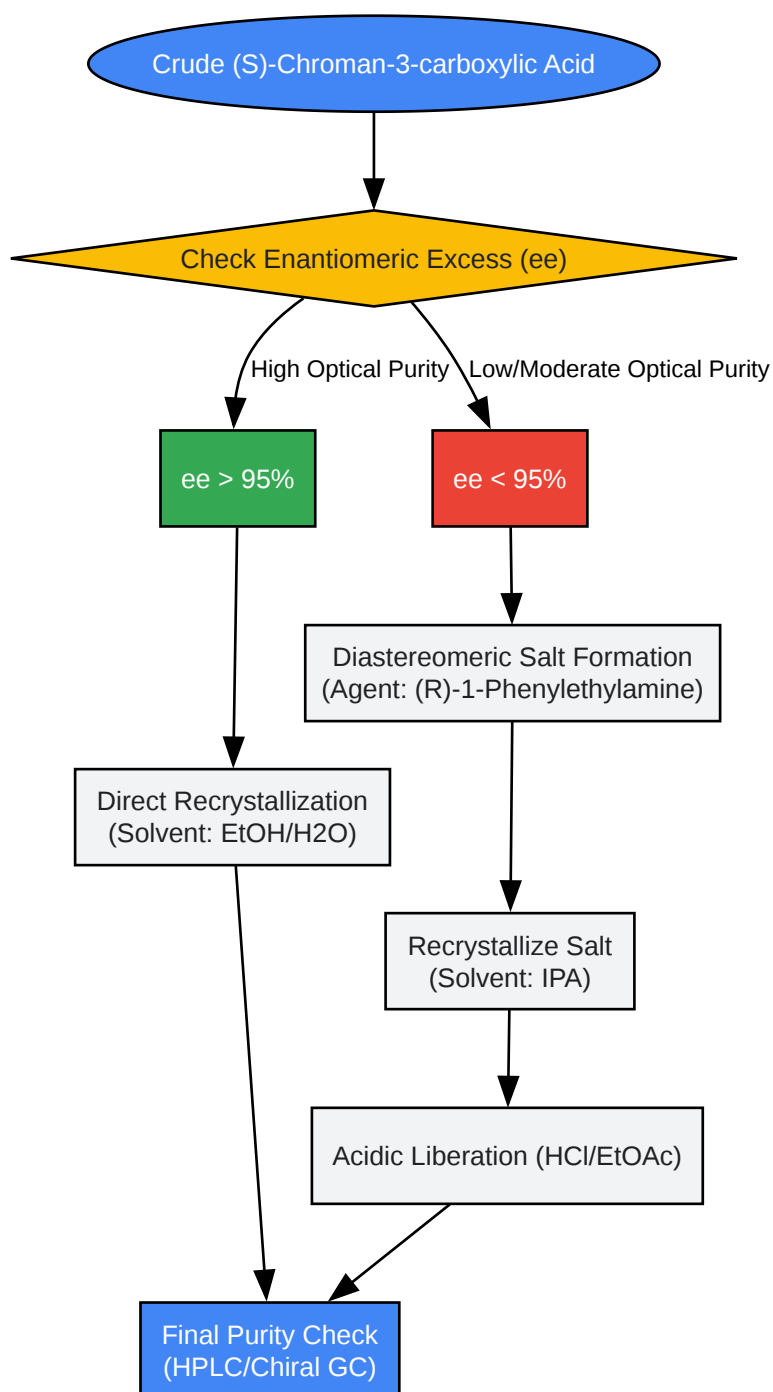 Crude (S)-Chroman-3-carboxylic Acid
Check Enantiomeric Excess (ee)
High Optical Purity
Low/Moderate Optical Purity
ee > 95%
ee < 95%
Diastereomeric Salt Formation
(Agent: (R)-1-Phenylethylamine)
Direct Recrystallization
(Solvent: EtOH/H2O)
Recrystallize Salt
(Solvent: IPA)
Acidic Liberation (HCl/EtOAc)
Final Purity Check
(HPLC/Chiral GC)